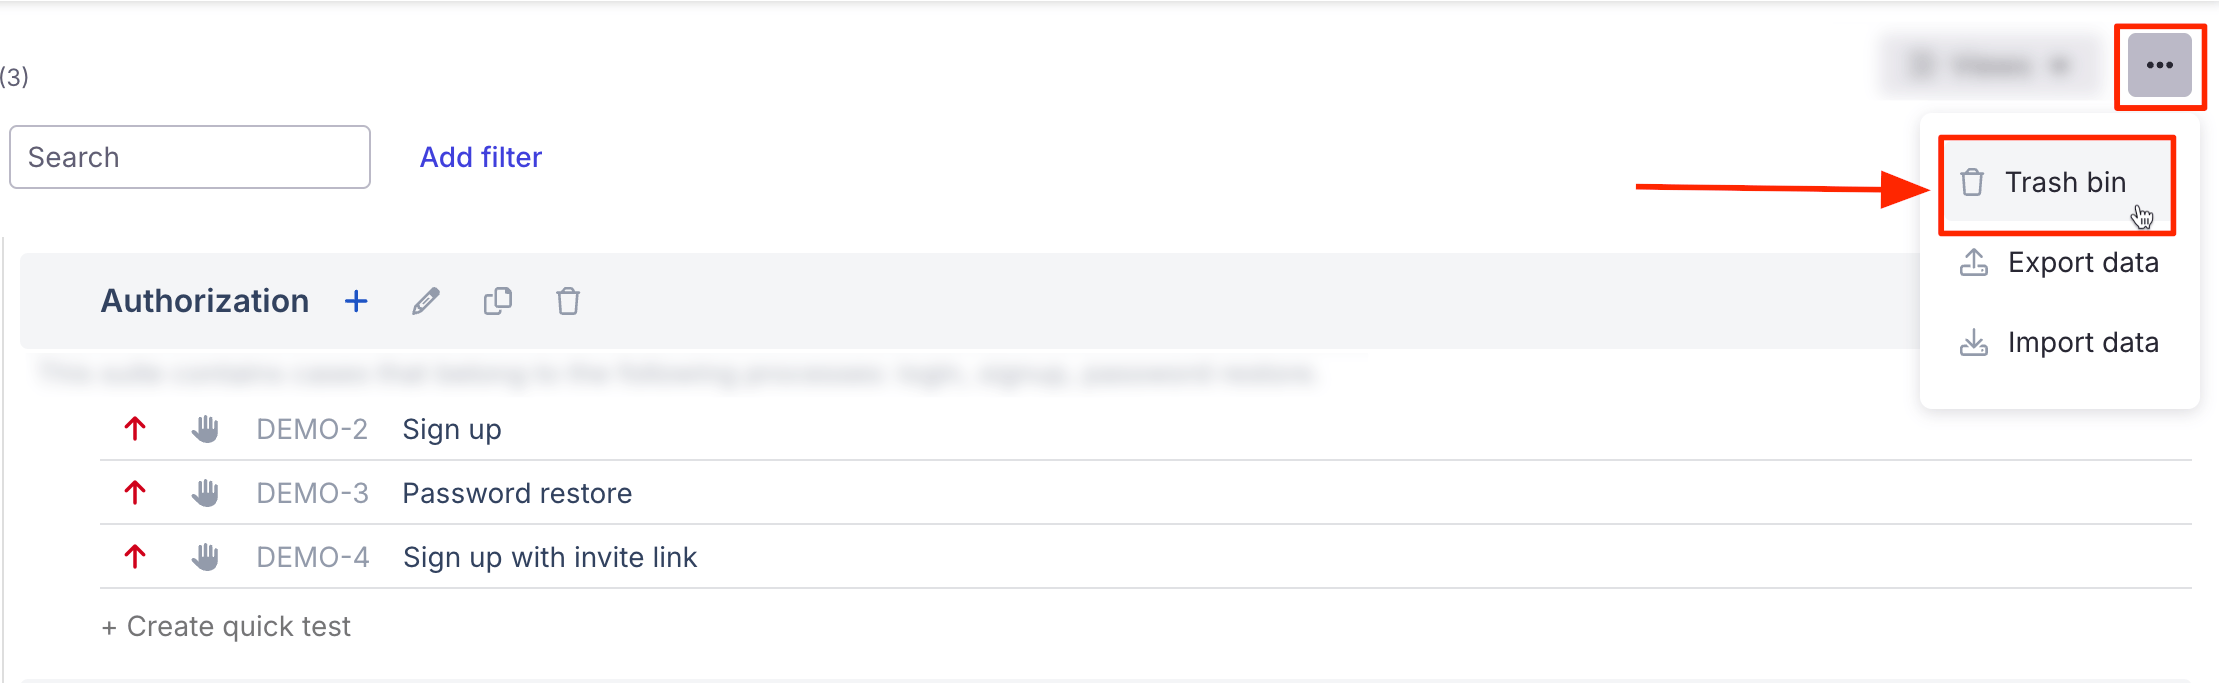 (3)
Search
Add filter
Trash bin
Export data
Import data
Authorization
DEMO-2 Sign up
DEMO-3 Password restore
DEMO-4 Sign up with invite link
+ Create quick test